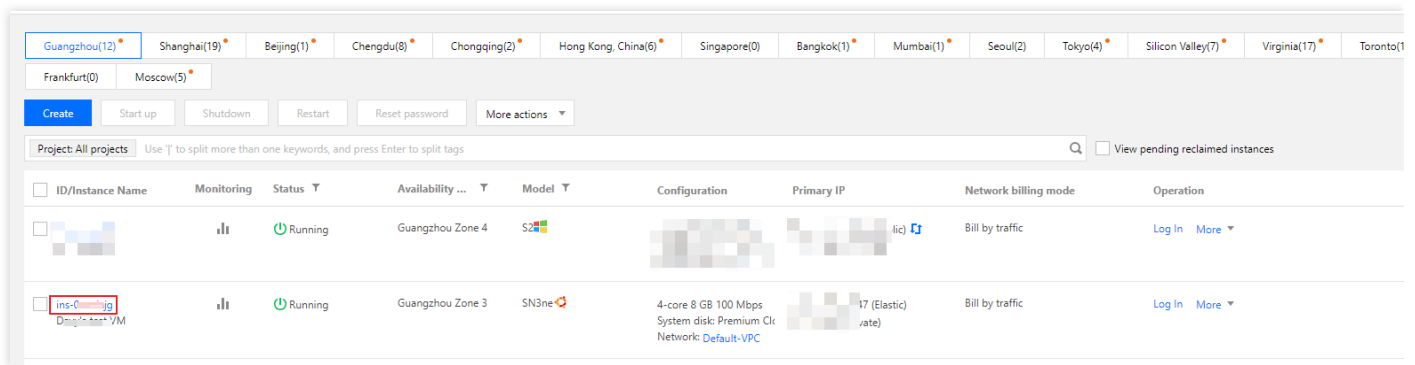 Guangzhou(12) Shanghai(19) Beijing(1) Chengdu(8) Chongqing(2) Hong Kong, China(6) Singapore(0) Bangkok(1) Mumbai(1) Seoul(2) Tokyo(4) Silicon Valley(7) Virginia(17) Toronto(1
Frankfurt(0) Moscow(5)
Create Start up Shutdown Restart Reset password More actions
Project: All projects Use '|' to split more than one keywords, and press Enter to split tags View pending reclaimed instances
ID/Instance Name Monitoring Status Availability ... Model Configuration Primary IP Network billing mode Operation
Running Guangzhou Zone 4 S2 lic) Bill by traffic Log In More
ins- jg Running Guangzhou Zone 3 SN3ne 4-core 8 GB 100 Mbps 47 (Elastic) Bill by traffic Log In More
VM System disk: Premium Clo vate)
Network: Default-VPC